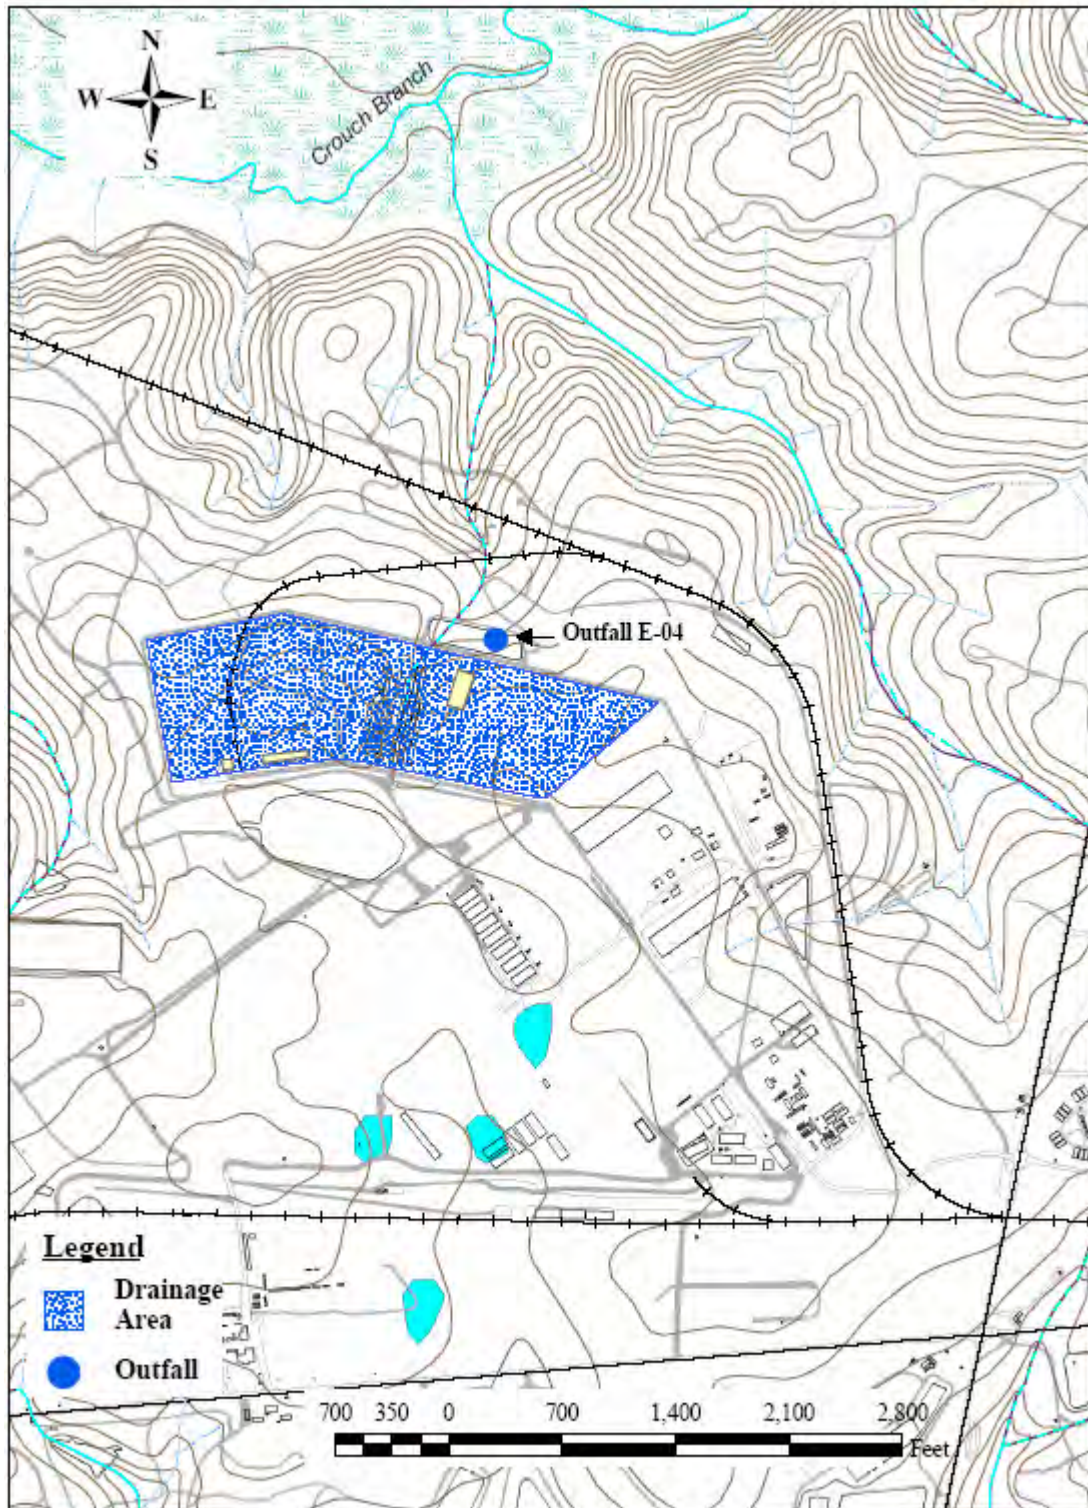 N
W E
S
Crouch Branch
Outfall E-04
Legend
Drainage
Area
Outfall
700 350 0 700 1,400 2,100 2,800
Feet